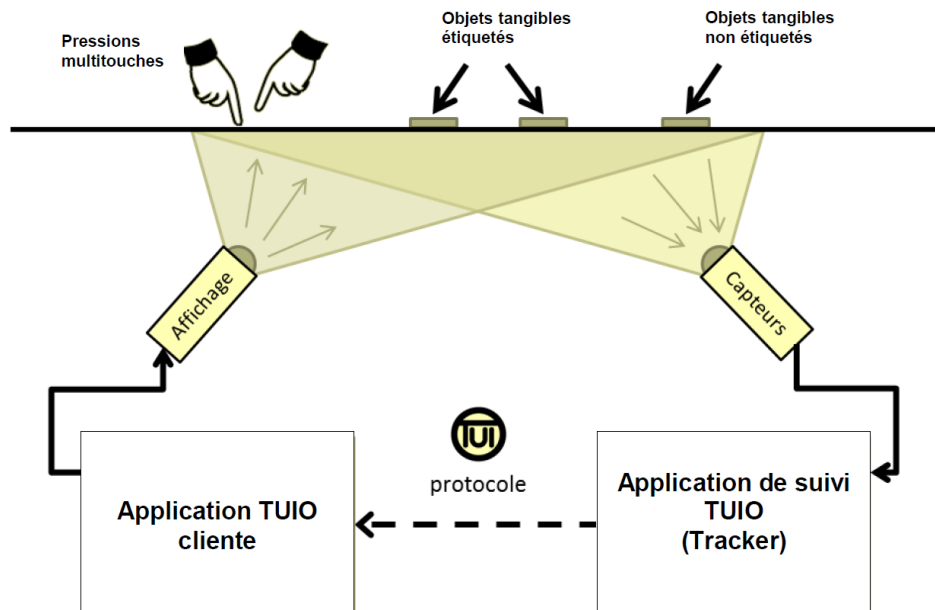 Pressions
multitouches
Objets tangibles
étiquetés
Objets tangibles
non étiquetés
Affichage
Capteurs
TUI
protocole
Application TUIO
cliente
Application de suivi
TUIO
(Tracker)